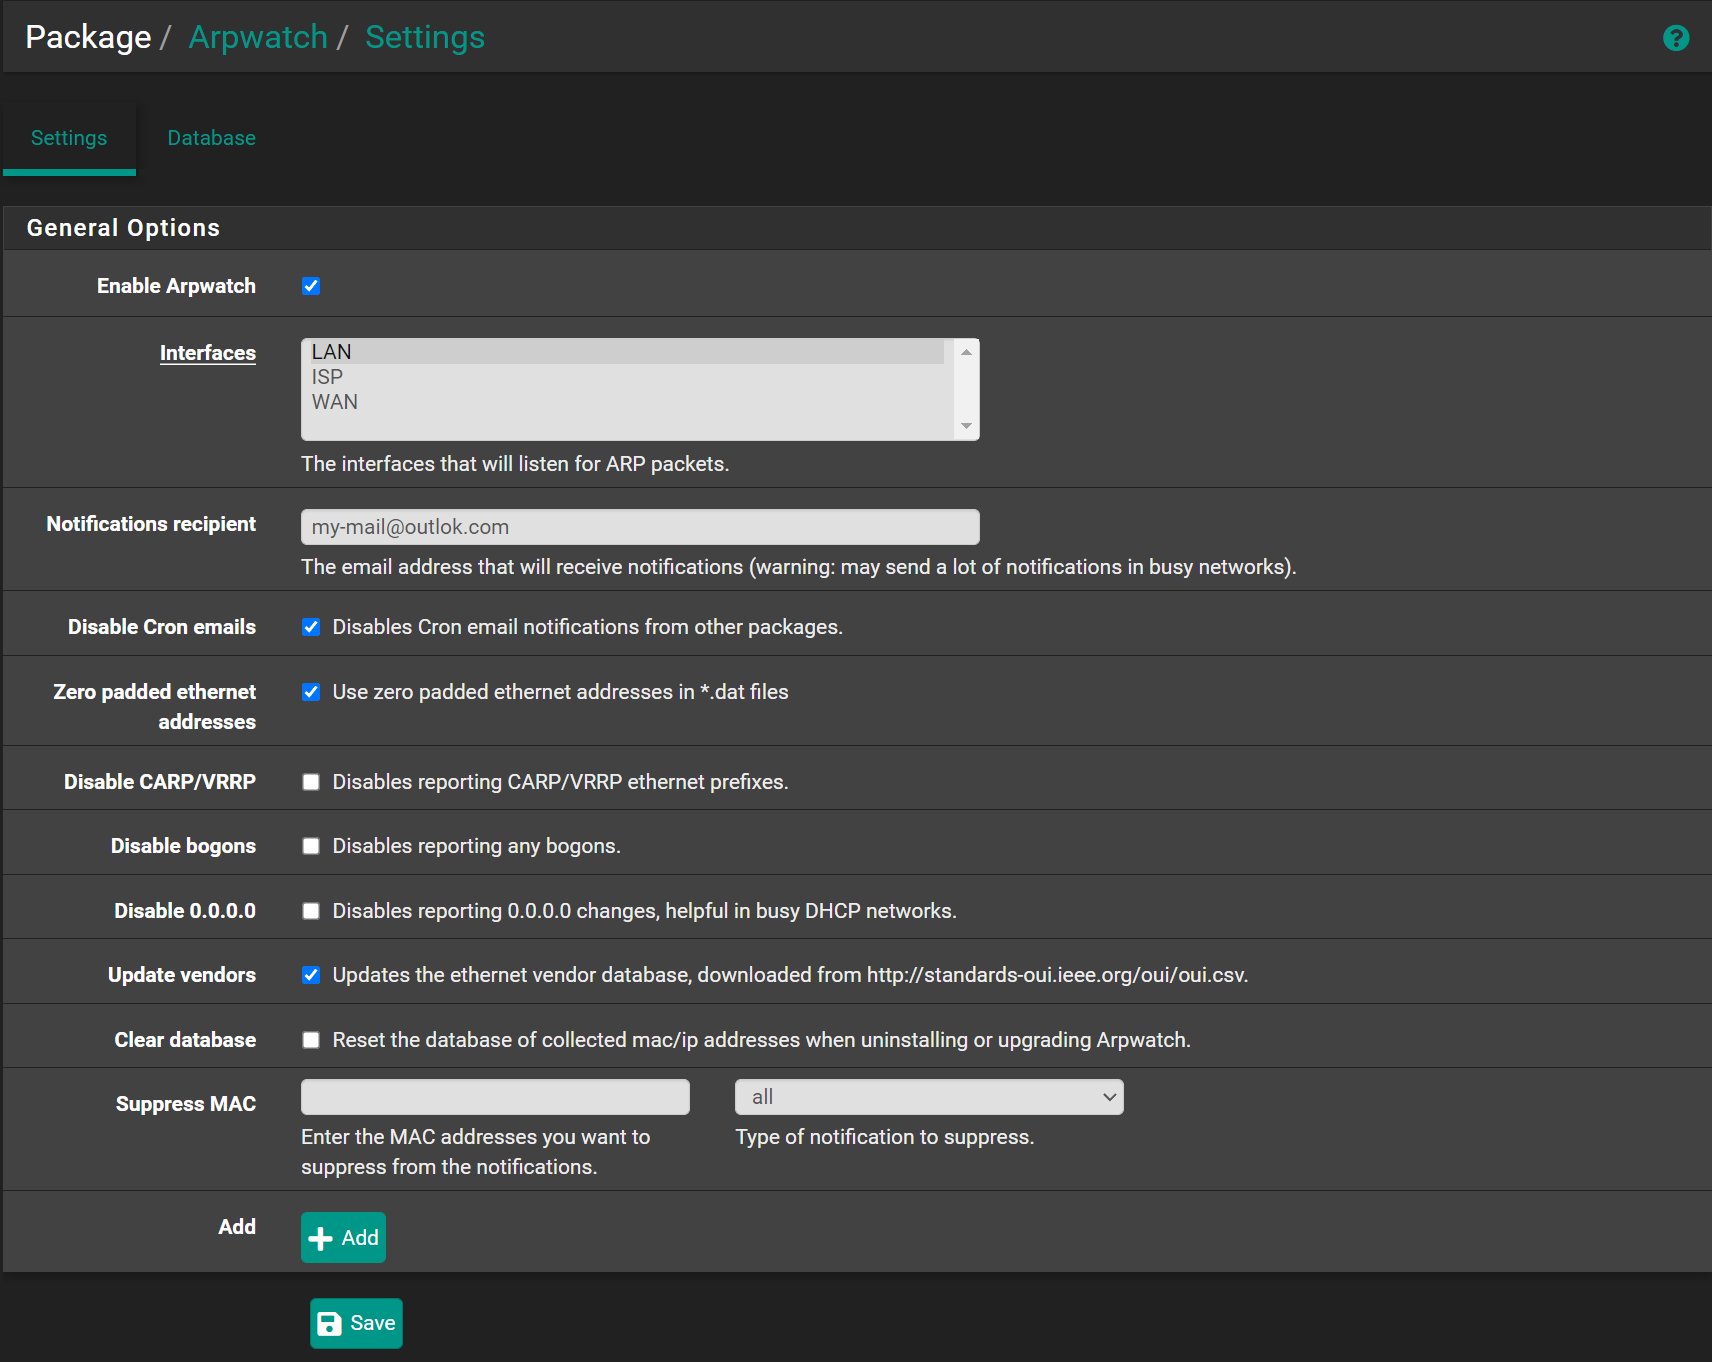 Package / Arpwatch / Settings
Settings Database
General Options
Enable Arpwatch
Interfaces
LAN
ISP
WAN
The interfaces that will listen for ARP packets.
Notifications recipient
my-mail@outlok.com
The email address that will receive notifications (warning: may send a lot of notifications in busy networks).
Disable Cron emails
Disables Cron email notifications from other packages.
Zero padded ethernet
addresses
Use zero padded ethernet addresses in *.dat files
Disable CARP/VRRP
Disables reporting CARP/VRRP ethernet prefixes.
Disable bogons
Disables reporting any bogons.
Disable 0.0.0.0
Disables reporting 0.0.0.0 changes, helpful in busy DHCP networks.
Update vendors
Updates the ethernet vendor database, downloaded from http://standards-oui.ieee.org/oui/oui.csv.
Clear database
Reset the database of collected mac/ip addresses when uninstalling or upgrading Arpwatch.
Suppress MAC
all
Enter the MAC addresses you want to
suppress from the notifications.
Type of notification to suppress.
Add
Add
Save